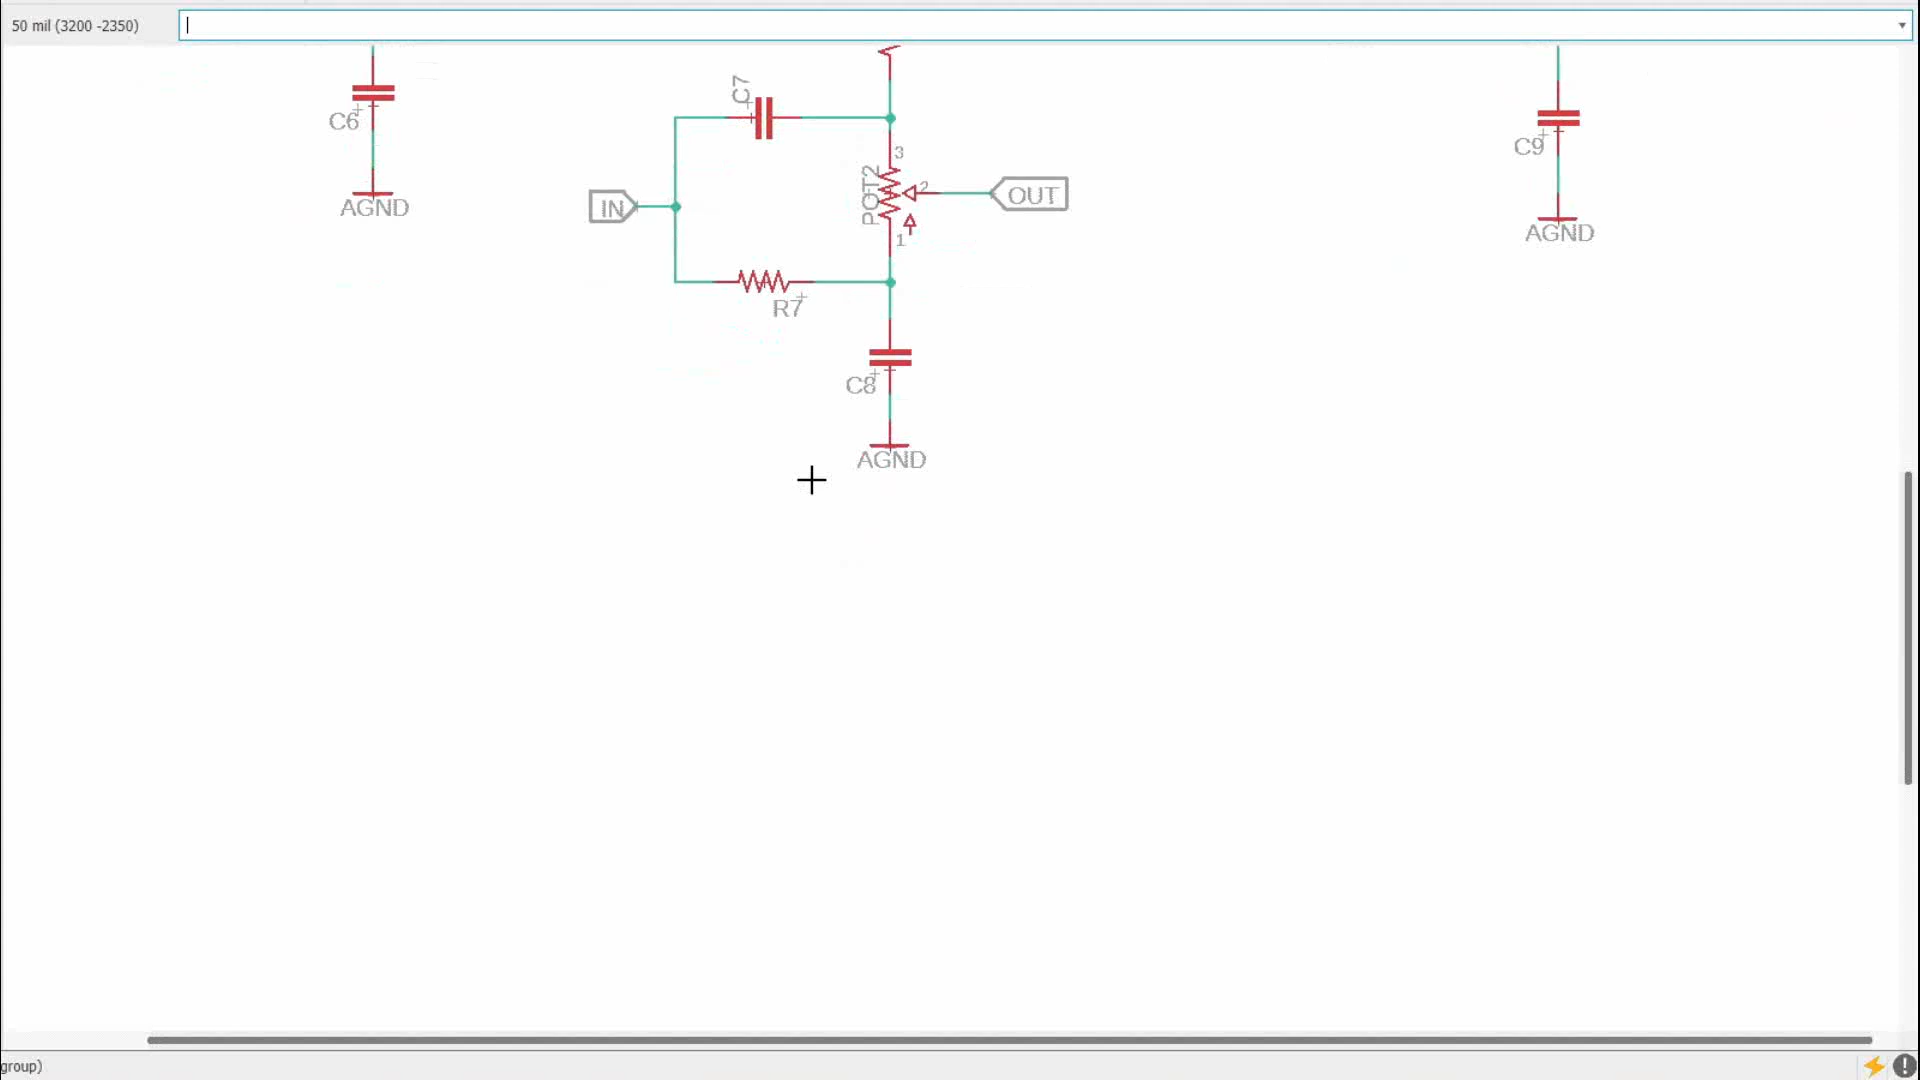 50 mil (3200 -2350)
C7
C6
C9
3
POT2
2
OUT
IN
AGND
1
AGND
R7
C8
AGND
group)